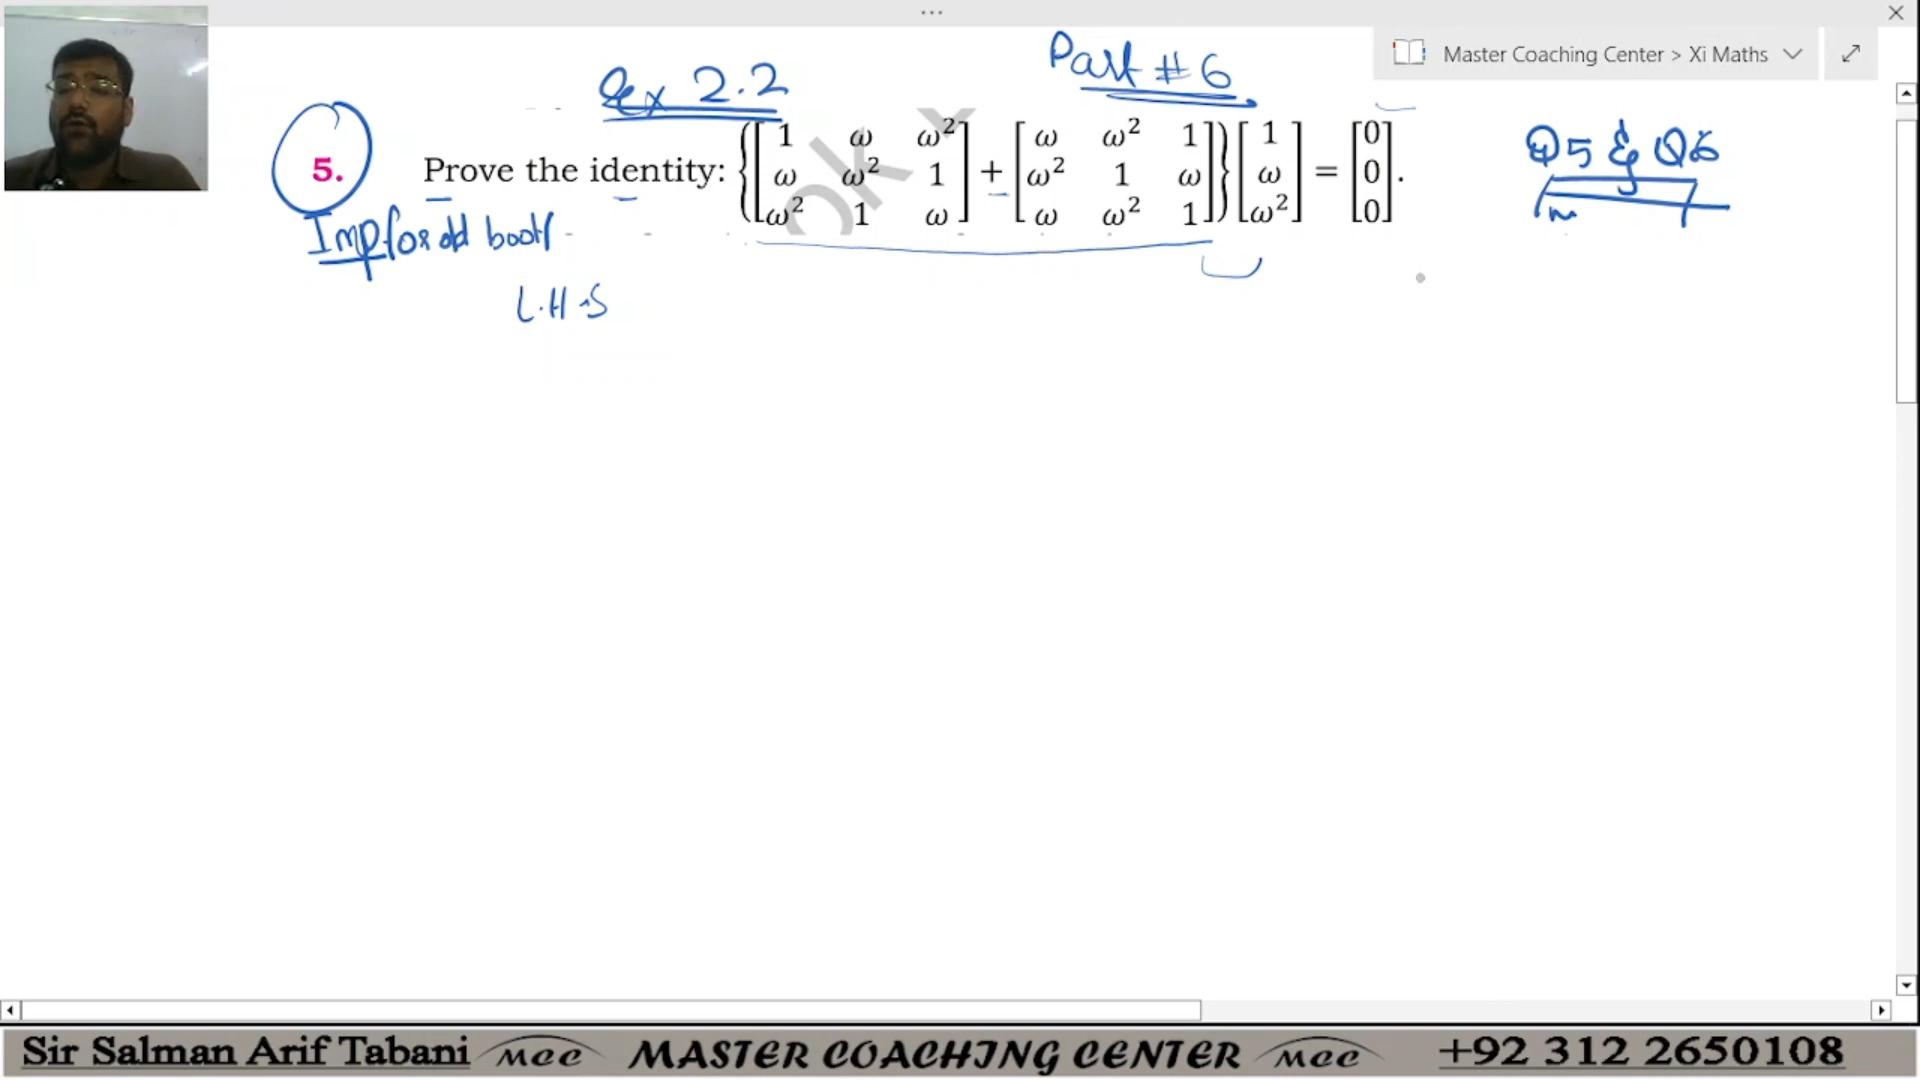 ...
Part # 6
Master Coaching Center > Xi Maths
Ex 2.2
Q5 & Q6
5. Prove the identity: {[1 ω ω² ω ω² 1 ω² 1 ω] + [ω ω² 1 ω² 1 ω ω ω² 1]} [1 ω ω²] = [0 0 0].
Imp for old book
L.H.S
Sir Salman Arif Tabani MCC MASTER COACHING CENTER MCC +92 312 2650108